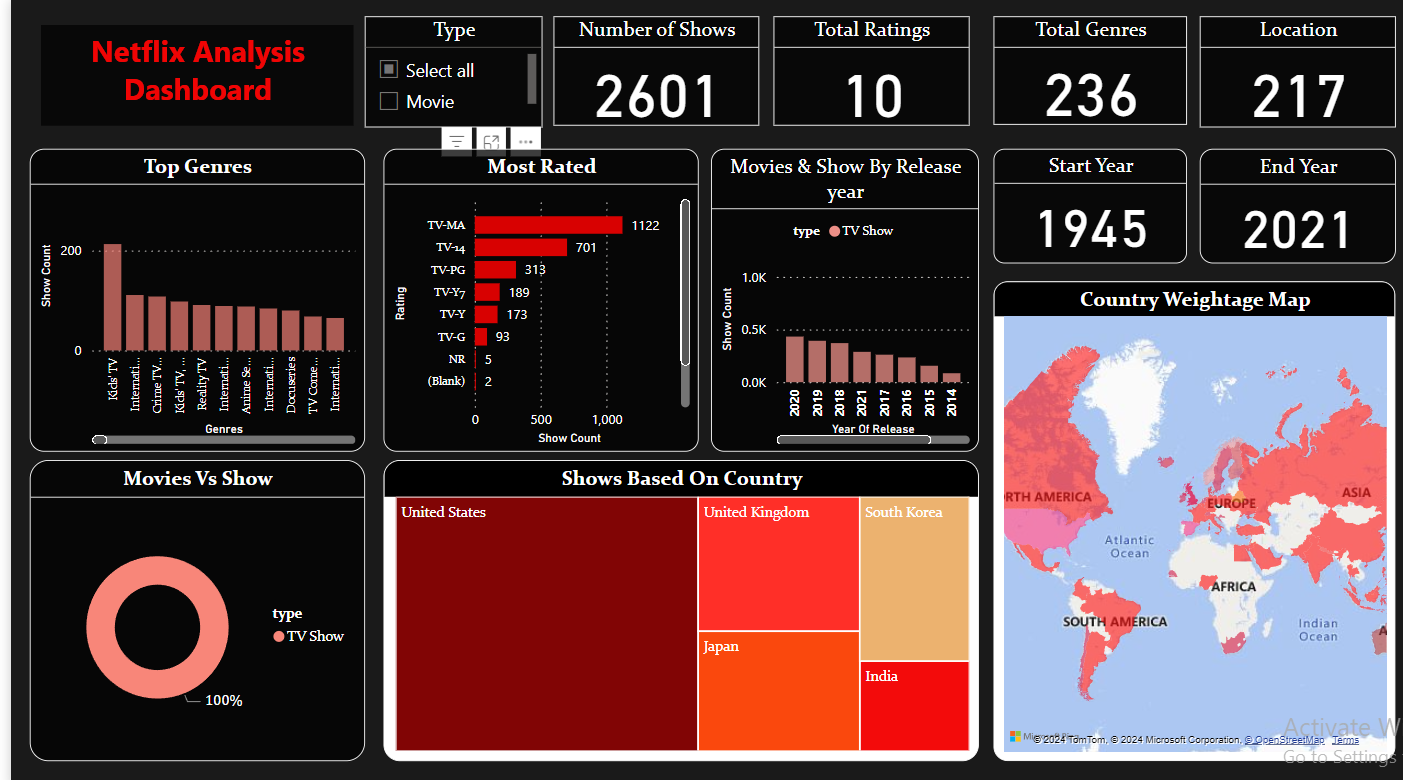 Netflix Analysis
Dashboard
Type
Select all
Movie
Number of Shows
2601
Total Ratings
10
Total Genres
236
Location
217
Top Genres
Show Count
200
0
Kids' TV
Internati...
Crime TV...
Kids' TV, ...
Reality TV
Internati...
Anime Se...
Internati...
Docuseries
TV Come...
Internati...
Genres
Most Rated
Rating
TV-MA 1122
TV-14 701
TV-PG 313
TV-Y7 189
TV-Y 173
TV-G 93
NR 5
(Blank) 2
0 500 1,000
Show Count
Movies & Show By Release
year
type TV Show
Show Count
1.0K
0.5K
0.0K
2020 2019 2018 2021 2017 2016 2015 2014
Year Of Release
Start Year
1945
End Year
2021
Country Weightage Map
RTH AMERICA
EUROPE
ASIA
Atlantic
Ocean
AFRICA
SOUTH AMERICA
Indian
Ocean
A
© 2024 TomTom, © 2024 Microsoft Corporation, © OpenStreetMap Terms
Movies Vs Show
type
TV Show
100%
Shows Based On Country
United States
United Kingdom
Japan
South Korea
India
Activate W
Go to Settings